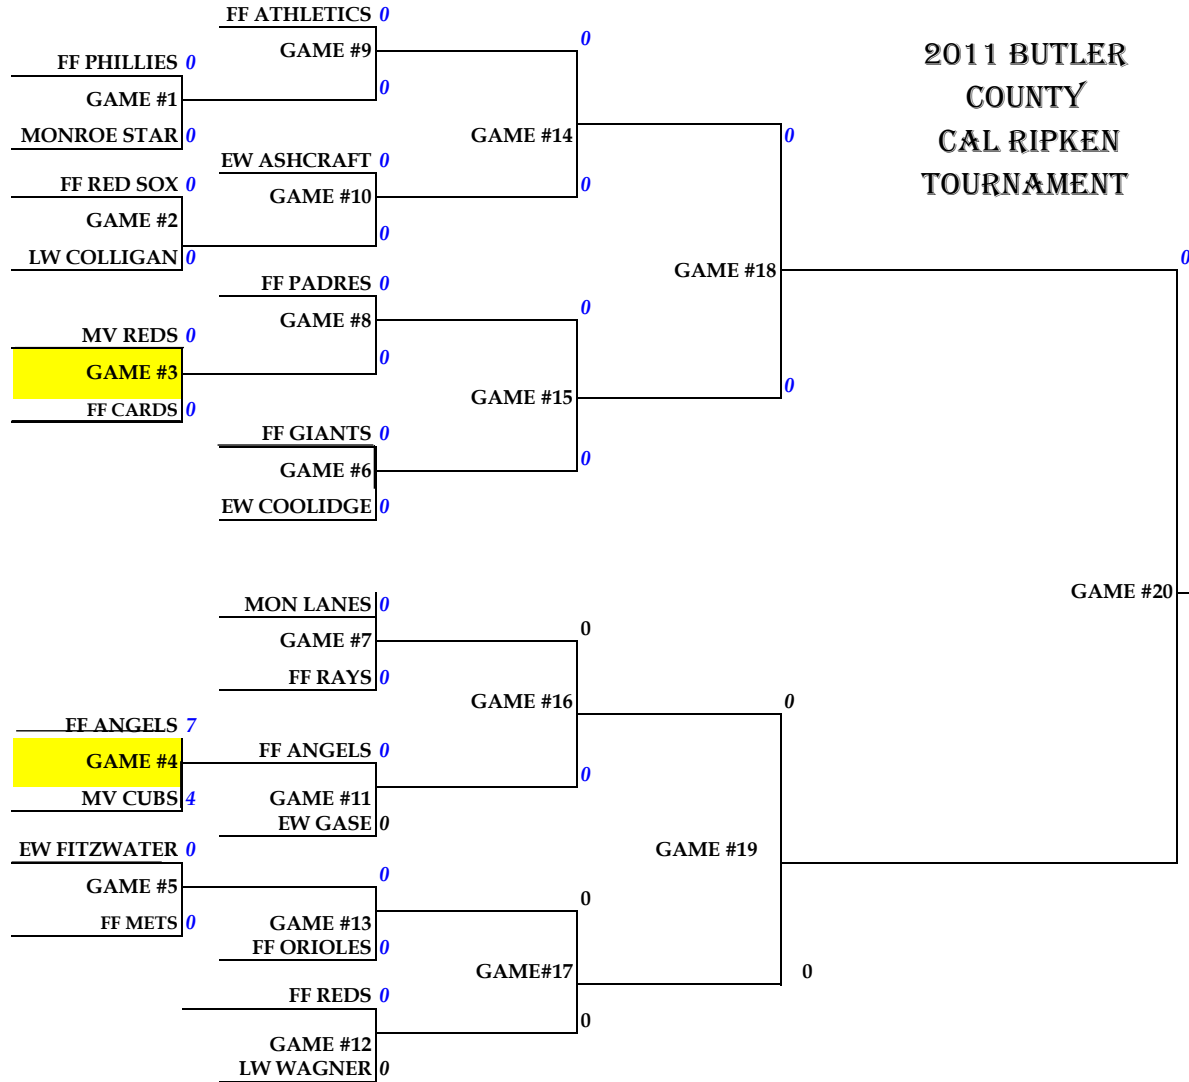 FF ATHLETICS 0
GAME #9
0
2011 BUTLER
COUNTY
CAL RIPKEN
TOURNAMENT
FF PHILLIES 0
GAME #1
0
MONROE STAR 0
GAME #14
0
EW ASHCRAFT 0
FF RED SOX 0
GAME #10
0
GAME #2
0
LW COLLIGAN 0
0
GAME #18
FF PADRES 0
GAME #8
0
MV REDS 0
GAME #3
0
FF CARDS 0
GAME #15
0
FF GIANTS 0
GAME #6
0
EW COOLIDGE 0
GAME #20
MON LANES 0
GAME #7
0
FF RAYS 0
GAME #16
0
FF ANGELS 7
GAME #4
FF ANGELS 0
0
MV CUBS 4
GAME #11
EW GASE 0
EW FITZWATER 0
GAME #19
GAME #5
0
0
FF METS 0
GAME #13
FF ORIOLES 0
GAME#17
0
FF REDS 0
0
GAME #12
LW WAGNER 0